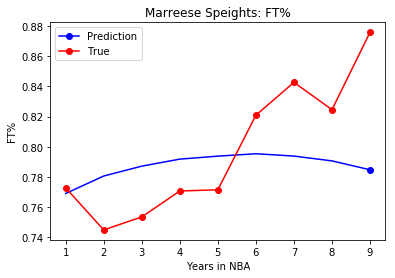 Marreese Speights: FT%
Prediction
True
0.88
0.86
0.84
0.82
0.80
0.78
0.76
0.74
FT%
1 2 3 4 5 6 7 8 9
Years in NBA